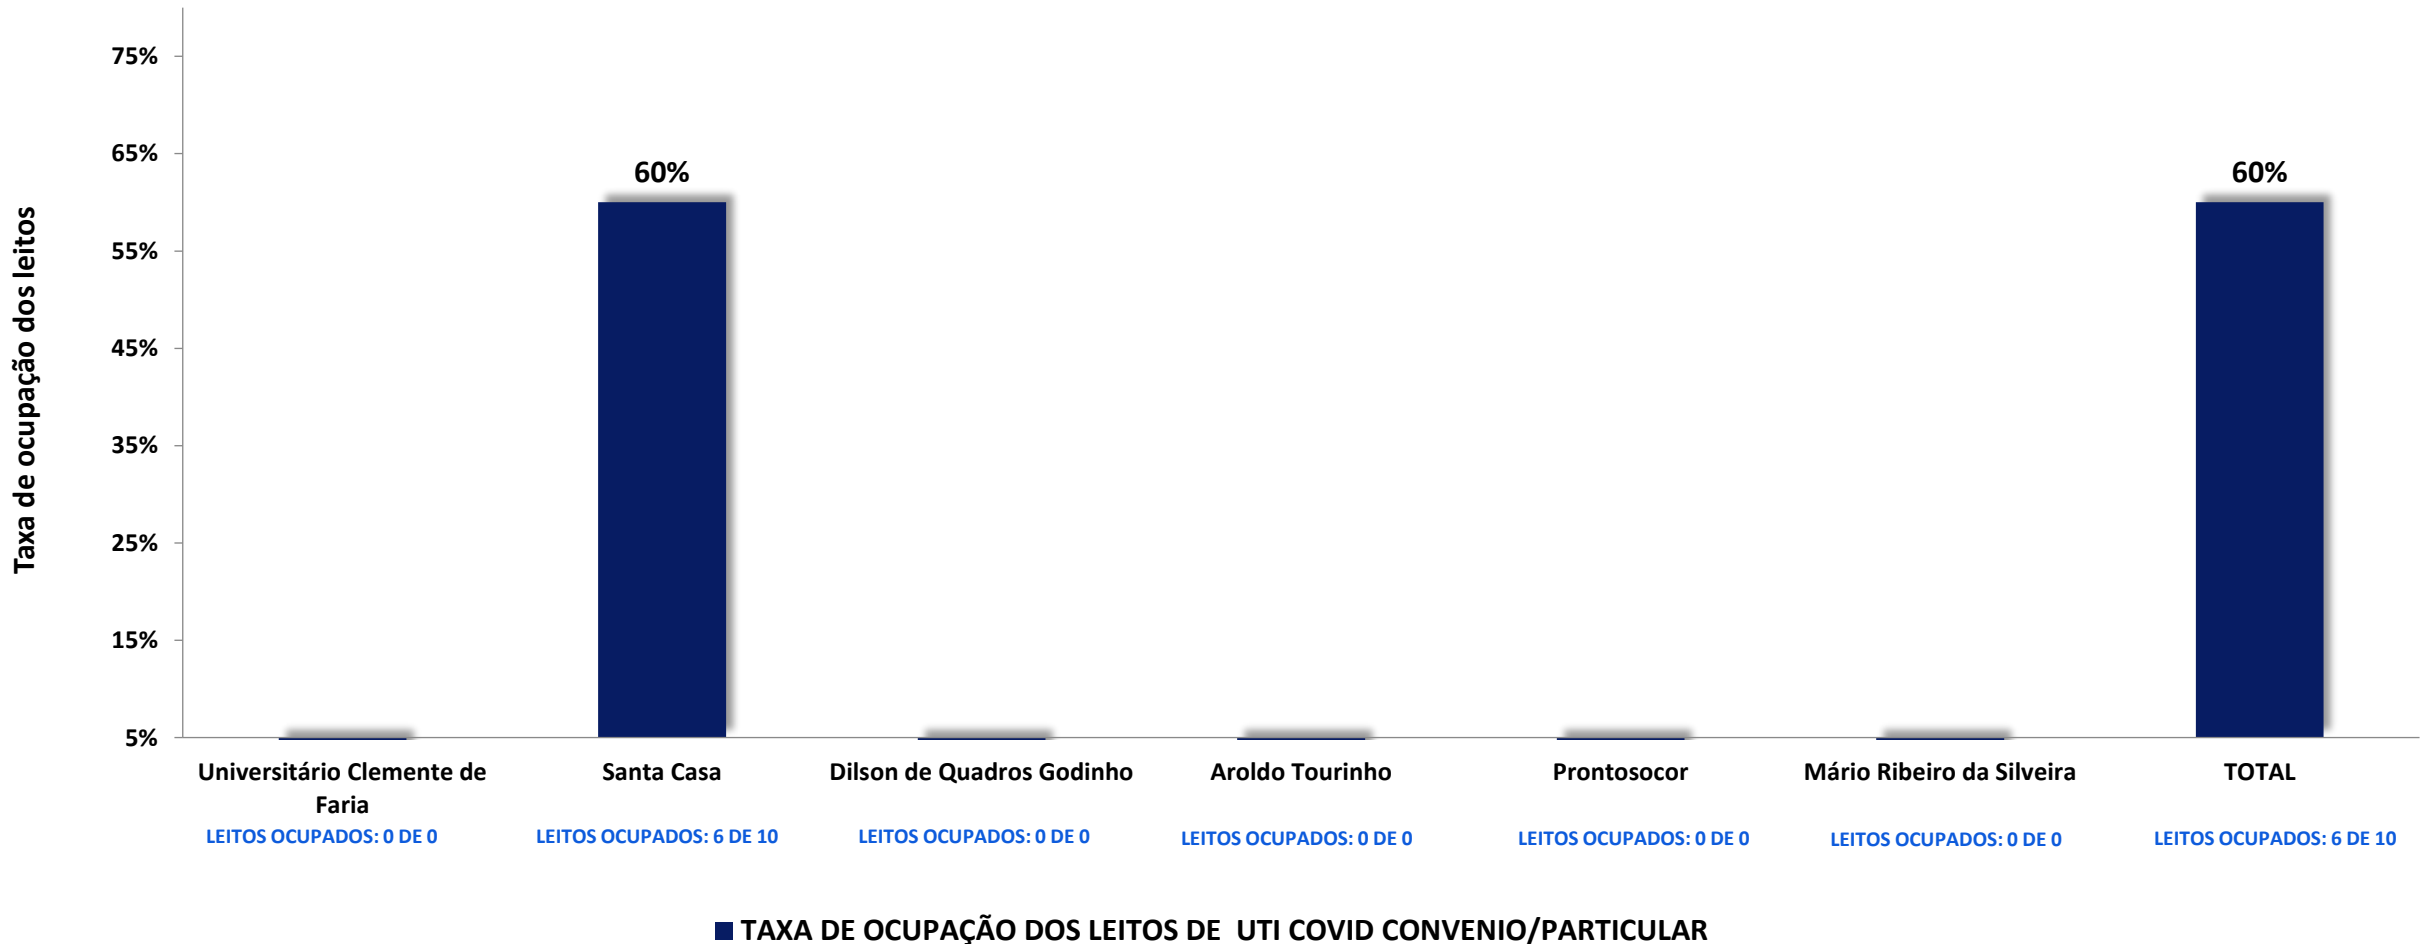 75%
65%
55%
45%
35%
25%
15%
5%
Taxa de ocupação dos leitos
60%
60%
Universitário Clemente de
Faria
Santa Casa
Dilson de Quadros Godinho
Aroldo Tourinho
Prontosocor
Mário Ribeiro da Silveira
TOTAL
LEITOS OCUPADOS: 0 DE 0
LEITOS OCUPADOS: 6 DE 10
LEITOS OCUPADOS: 0 DE 0
LEITOS OCUPADOS: 0 DE 0
LEITOS OCUPADOS: 0 DE 0
LEITOS OCUPADOS: 0 DE 0
LEITOS OCUPADOS: 6 DE 10
TAXA DE OCUPAÇÃO DOS LEITOS DE  UTI COVID CONVENIO/PARTICULAR